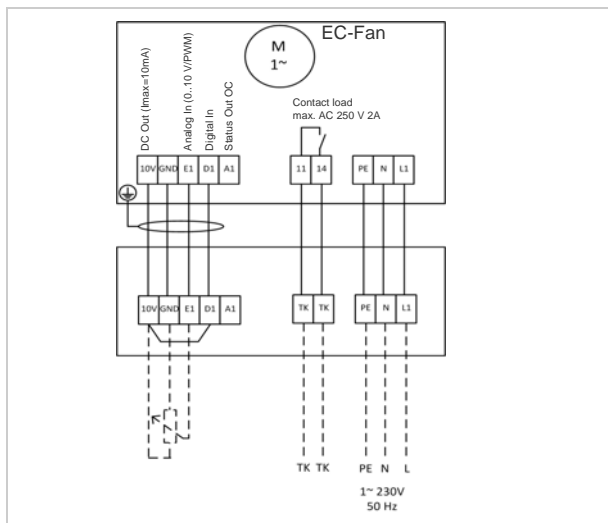 EC-Fan
M
1~
DC Out (Imax=10mA)
Analog In (0..10 V/PWM)
Digital In
Status Out OC
Contact load
max. AC 250 V 2A
10V GND E1 D1 A1
11 14
PE N L1
10V GND E1 D1 A1
TK TK
PE N L1
TK TK PE N L
1~ 230V
50 Hz